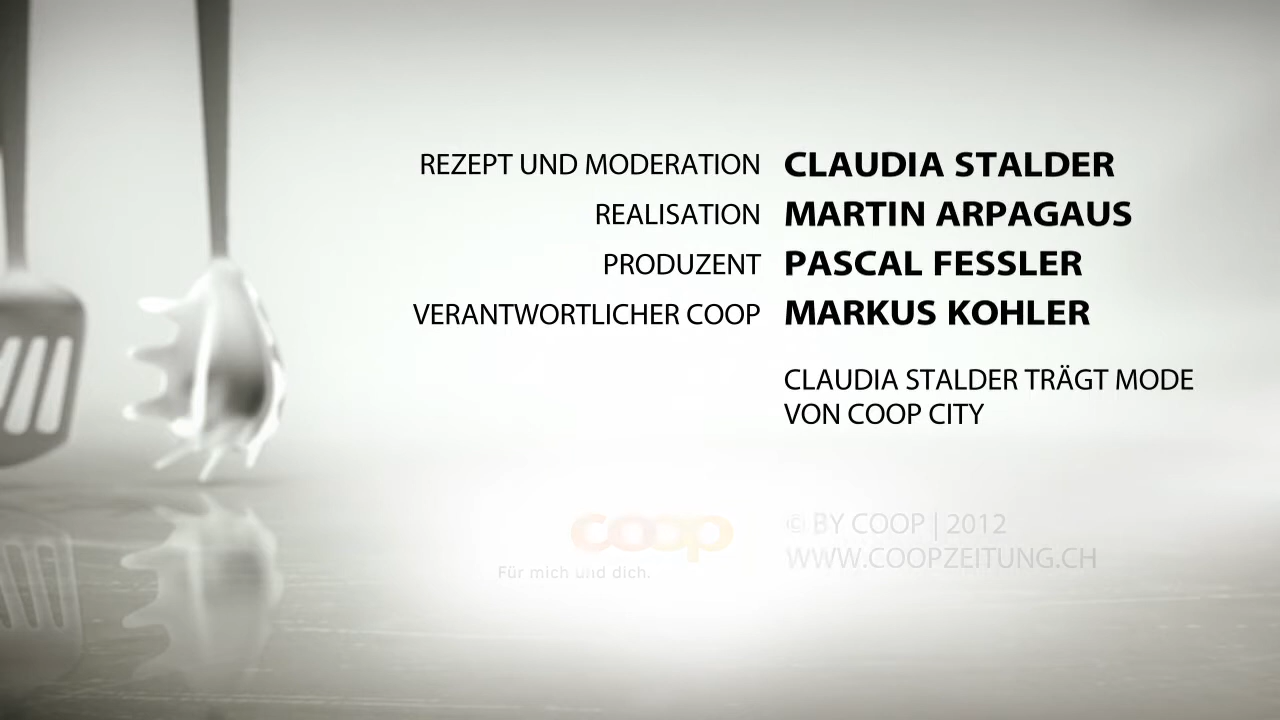 REZEPT UND MODERATION CLAUDIA STALDER
REALISATION MARTIN ARPAGAUS
PRODUZENT PASCAL FESSLER
VERANTWORTLICHER COOP MARKUS KOHLER
CLAUDIA STALDER TRÄGT MODE
VON COOP CITY
coop
Für mich und dich.
© BY COOP | 2012
WWW.COOPZEITUNG.CH